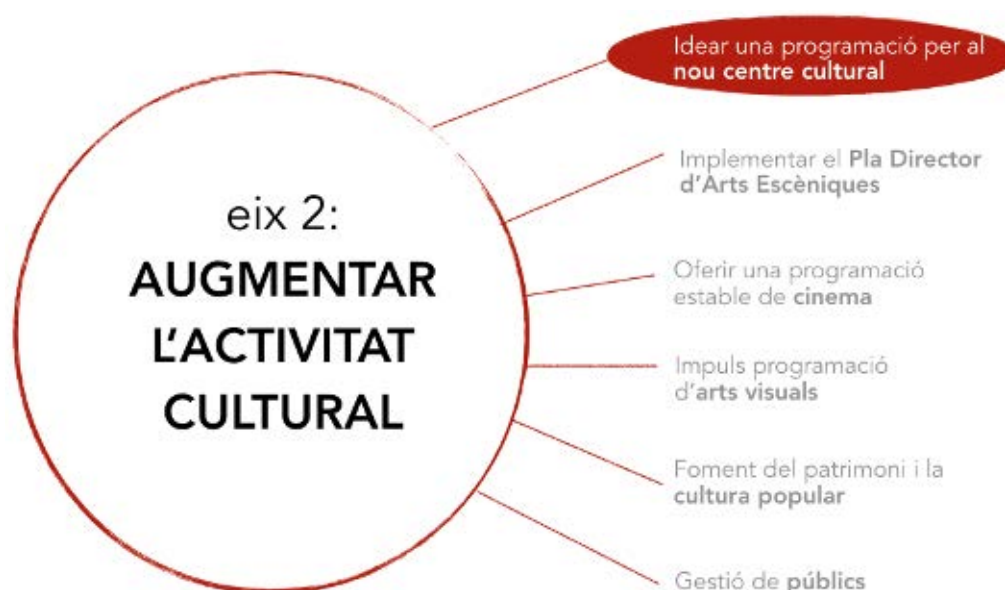 eix 2:
AUGMENTAR
L'ACTIVITAT
CULTURAL
Idear una programació per al
nou centre cultural
Implementar el Pla Director
d'Arts Escèniques
Oferir una programació
estable de cinema
Impuls programació
d'arts visuals
Foment del patrimoni i la
cultura popular
Gestió de públics